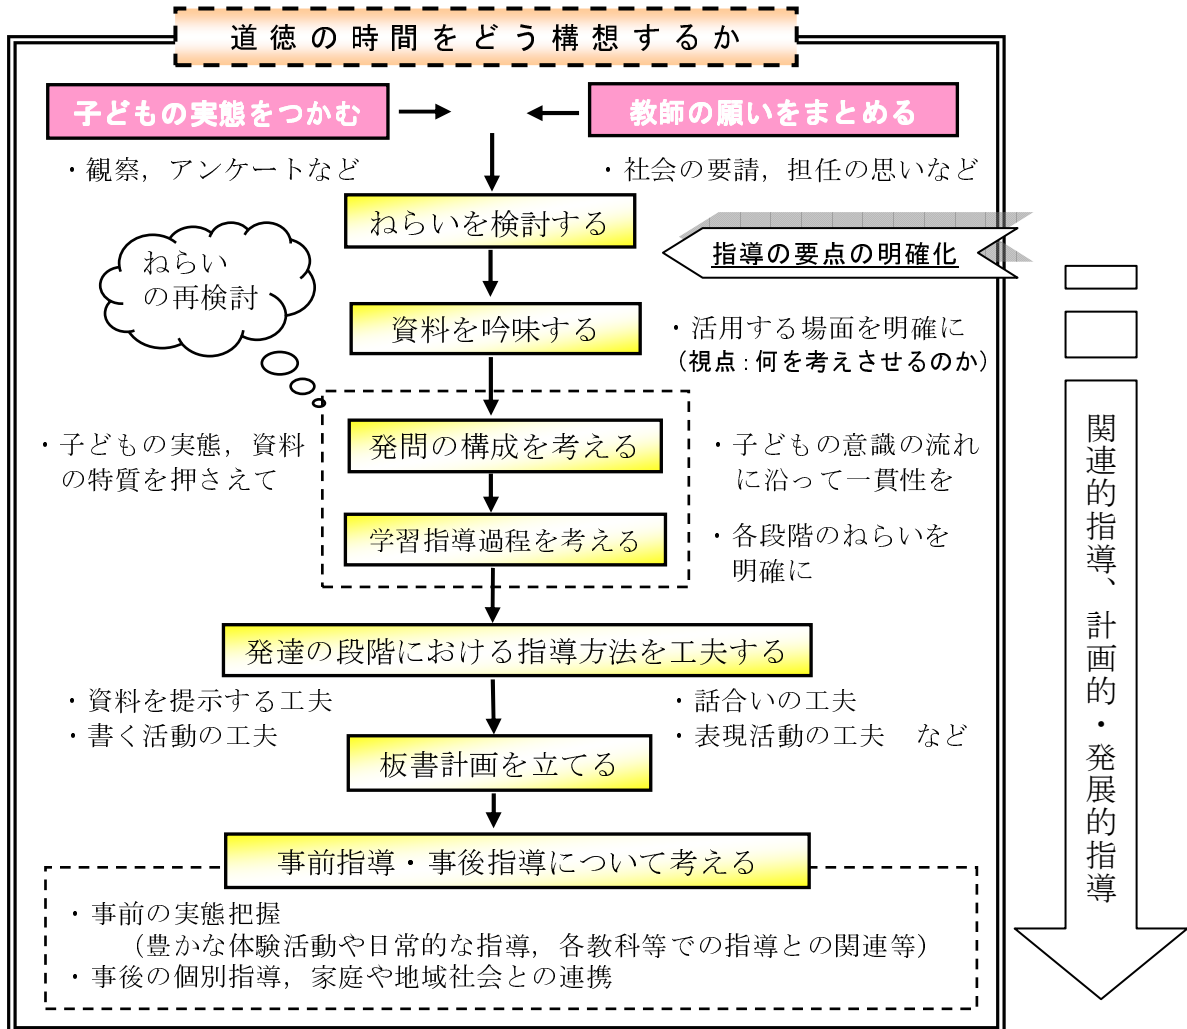 道徳の時間をどう構想するか
子どもの実態をつかむ
教師の願いをまとめる
・観察，アンケートなど
・社会の要請，担任の思いなど
ねらいを検討する
指導の要点の明確化
ねらい
の再検討
資料を吟味する
・活用する場面を明確に
（視点：何を考えさせるのか）
・子どもの実態，資料
の特質を押さえて
発問の構成を考える
・子どもの意識の流れ
に沿って一貫性を
学習指導過程を考える
・各段階のねらいを
明確に
発達の段階における指導方法を工夫する
・資料を提示する工夫
・書く活動の工夫
・話合いの工夫
・表現活動の工夫　など
板書計画を立てる
事前指導・事後指導について考える
・事前の実態把握
（豊かな体験活動や日常的な指導，各教科等での指導との関連等）
・事後の個別指導，家庭や地域社会との連携
関連的指導、計画的・発展的指導